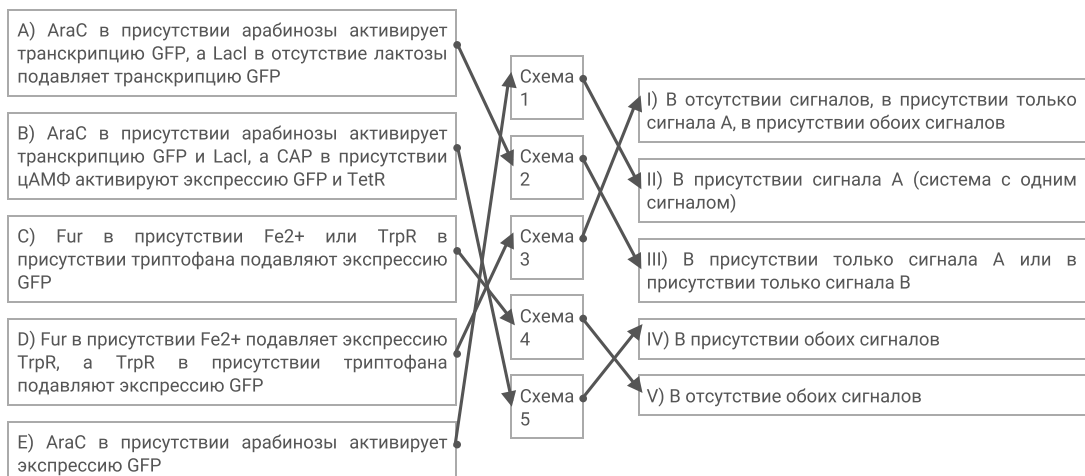 A) AraC в присутствии арабинозы активирует
транскрипцию GFP, а LacI в отсутствие лактозы
подавляет транскрипцию GFP
B) AraC в присутствии арабинозы активирует
транскрипцию GFP и LacI, а CAP в присутствии
цАМФ активируют экспрессию GFP и TetR
C) Fur в присутствии Fe2+ или TrpR в
присутствии триптофана подавляют экспрессию
GFP
D) Fur в присутствии Fe2+ подавляет экспрессию
TrpR, а TrpR в присутствии триптофана
подавляют экспрессию GFP
E) AraC в присутствии арабинозы активирует
экспрессию GFP
Схема
1
Схема
2
Схема
3
Схема
4
Схема
5
I) В отсутствии сигналов, в присутствии только
сигнала А, в присутствии обоих сигналов
II) В присутствии сигнала А (система с одним
сигналом)
III) В присутствии только сигнала А или в
присутствии только сигнала В
IV) В присутствии обоих сигналов
V) В отсутствие обоих сигналов